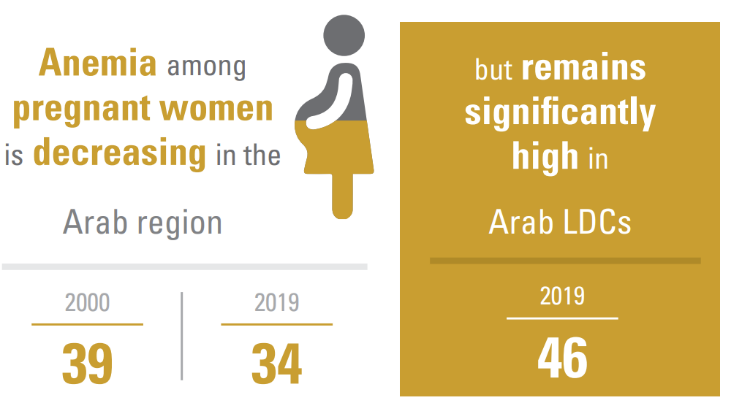 Anemia among
pregnant women
is decreasing in the
Arab region
2000
39
2019
34
but remains
significantly
high in
Arab LDCs
2019
46